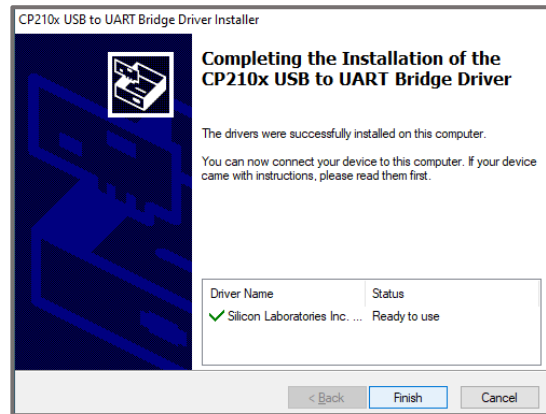 CP210x USB to UART Bridge Driver Installer
Completing the Installation of the
CP210x USB to UART Bridge Driver
The drivers were successfully installed on this computer.
You can now connect your device to this computer. If your device
came with instructions, please read them first.
Driver Name Status
Silicon Laboratories Inc. ... Ready to use
< Back Finish Cancel